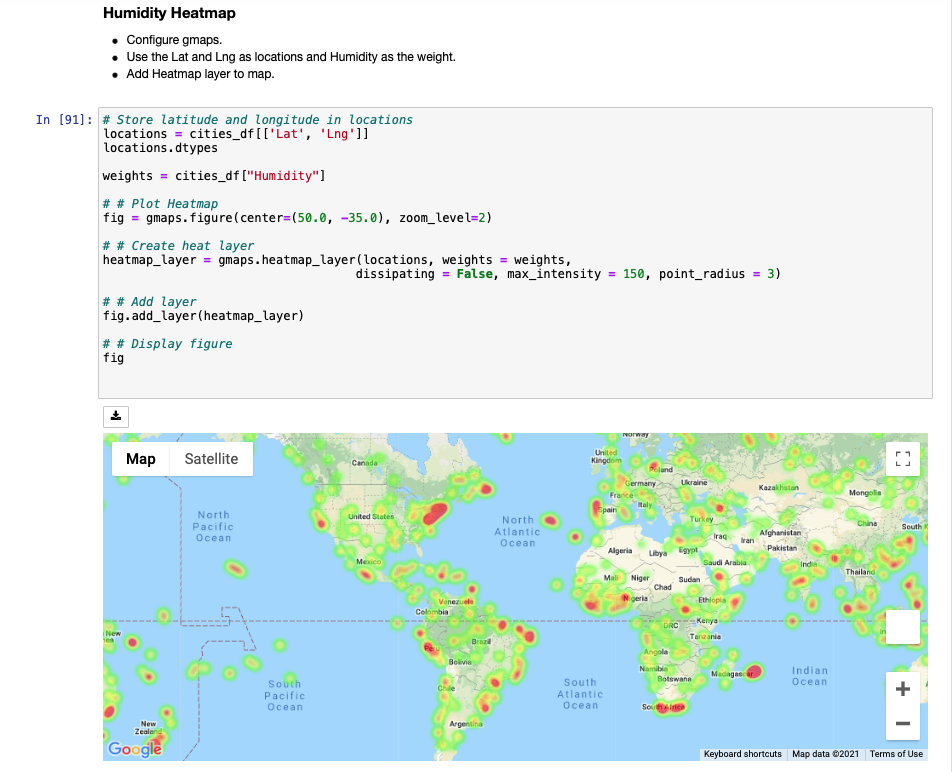 Humidity Heatmap
Configure gmaps.
Use the Lat and Lng as locations and Humidity as the weight.
Add Heatmap layer to map.
In [91]:
# Store latitude and longitude in locations
locations = cities_df[['Lat', 'Lng']]
locations.dtypes
weights = cities_df["Humidity"]
# # Plot Heatmap
fig = gmaps.figure(center=(50.0, -35.0), zoom_level=2)
# # Create heat layer
heatmap_layer = gmaps.heatmap_layer(locations, weights = weights,
dissipating = False, max_intensity = 150, point_radius = 3)
# # Add layer
fig.add_layer(heatmap_layer)
# # Display figure
fig
Map
Satellite
Norway
Canada
United
Kingdom
Poland
Germany
Ukraine
Kazakhstan
Mongolia
France
Italy
Spain
North
Pacific
Ocean
United States
North
Atlantic
Ocean
Turkey
China
South K
Iraq
Iran
Afghanistan
Pakistan
Algeria
Libya
Egypt
Saudi Arabia
India
Thailand
Mexico
Mali
Niger
Chad
Sudan
Nigeria
Ethiopia
Venezuela
Colombia
DRC
Kenya
Tanzania
New
nea
Peru
Brazil
Bolivia
Angola
Namibia
Botswana
Madagascar
Indian
Ocean
South
Pacific
Ocean
Chile
South
Atlantic
Ocean
South Africa
Argentina
New
Zealand
Google
Keyboard shortcuts
Map data ©2021
Terms of Use